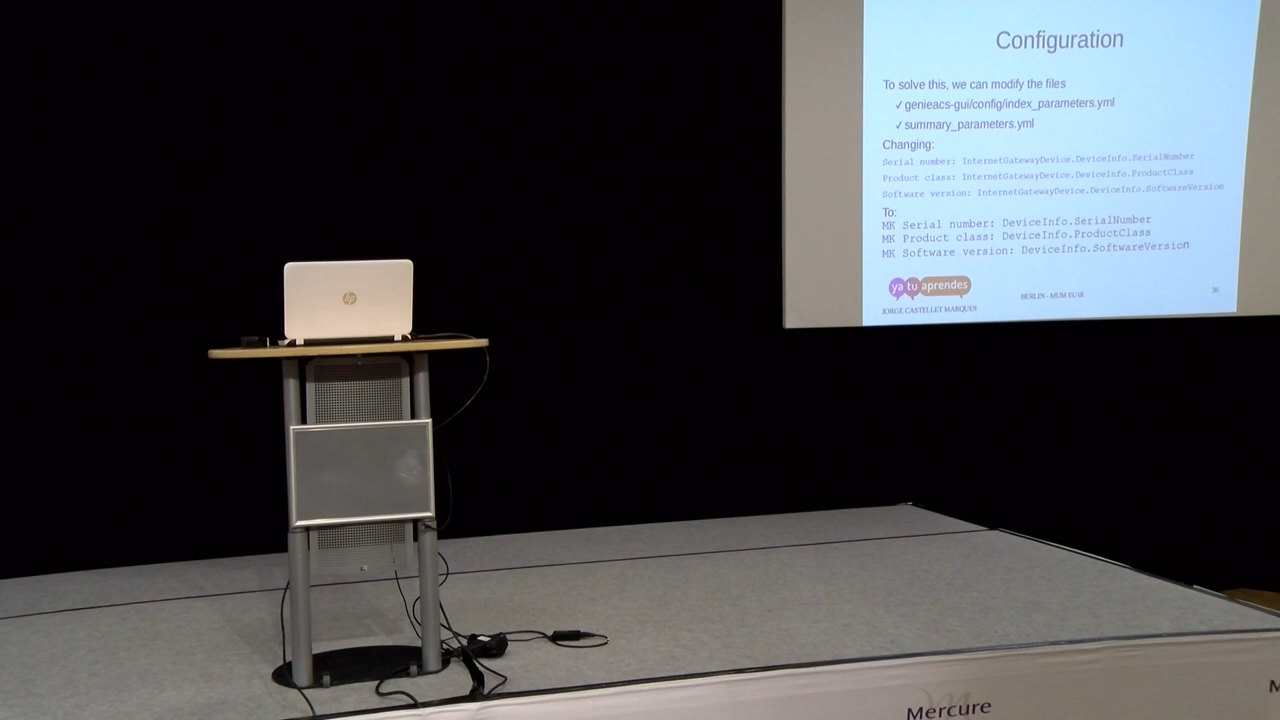 Configuration
To solve this, we can modify the files
✓ genieacs-gui/config/index_parameters.yml
✓ summary_parameters.yml
Changing:
Serial number: InternetGatewayDevice.DeviceInfo.SerialNumber
Product class: InternetGatewayDevice.DeviceInfo.ProductClass
Software version: InternetGatewayDevice.DeviceInfo.SoftwareVersion
To:
MK Serial number: DeviceInfo.SerialNumber
MK Product class: DeviceInfo.ProductClass
MK Software version: DeviceInfo.SoftwareVersion
ya tu aprendes
JORGE CASTELLET MARQUES
BERLIN - MUM EU18
hp
Mercure
M